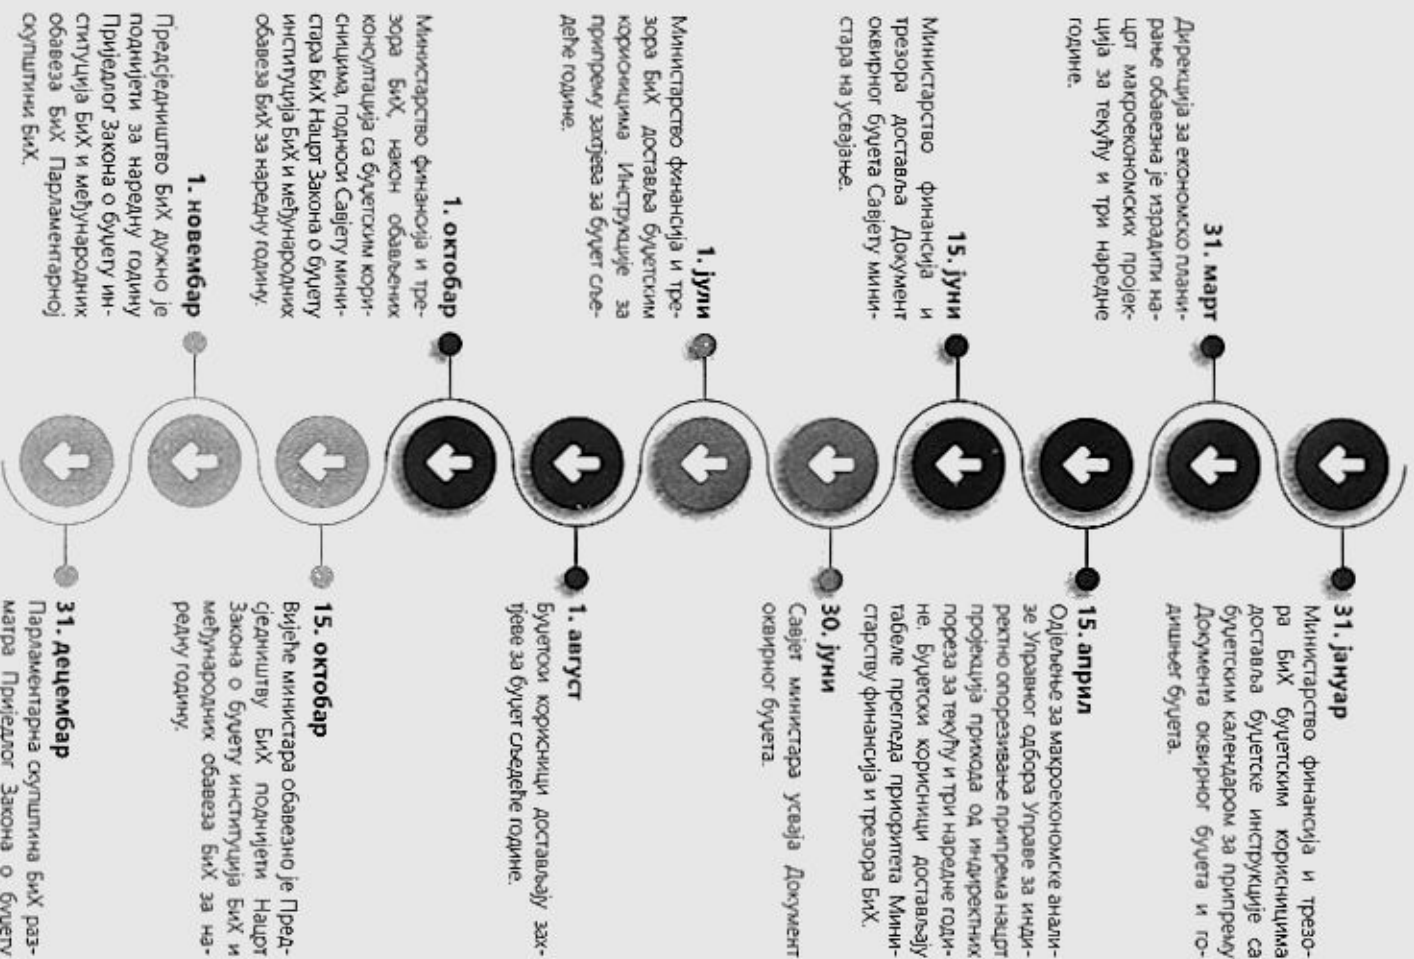 31. јануар
Министарство финансија и трезо-
ра БиХ буџетским корисницима
доставља буџетске инструкције са
буџетским календаром за припрему
Документа оквирног буџета и го-
дишњег буџета.
31. март
Дирекција за економско плани-
рање обавезна је израдити на-
црт макроекономских пројек-
ција за текућу и три наредне
године.
15. април
Одјељење за макроекономске анали-
зе Управног одбора Управе за инди-
ректно опорезивање припрема нацрт
пројекција прихода од индиректних
пореза за текућу и три наредне годи-
не. Буџетски корисници достављају
табеле прегледа приоритета Мини-
старству финансија и трезора БиХ.
15. јуни
Министарство финансија и
трезора доставља Документ
оквирног буџета Савјету мини-
стара на усвајање.
30. јуни
Савјет министара усваја Документ
оквирног буџета.
1. јули
Министарство финансија и тре-
зора БиХ доставља буџетским
корисницима Инструкције за
припрему захтјева за буџет сље-
деће године.
1. август
Буџетски корисници достављају зах-
тјеве за буџет сљедеће године.
1. октобар
Министарство финансија и тре-
зора БиХ, након обављених
консултација са буџетским кори-
сницима, подноси Савјету мини-
стара БиХ Нацрт Закона о буџету
институција БиХ и међународних
обавеза БиХ за наредну годину.
15. октобар
Вијеће министара обавезно је Пред-
сједништву БиХ поднијети Нацрт
Закона о буџету институција БиХ и
међународних обавеза БиХ за на-
редну годину.
1. новембар
Предсједништво БиХ дужно је
поднијети за наредну годину
Приједлог Закона о буџету ин-
ституција БиХ и међународних
обавеза БиХ Парламентарној
скупштини БиХ.
31. децембар
Парламентарна скупштина БиХ раз-
матра Приједлог Закона о буџету